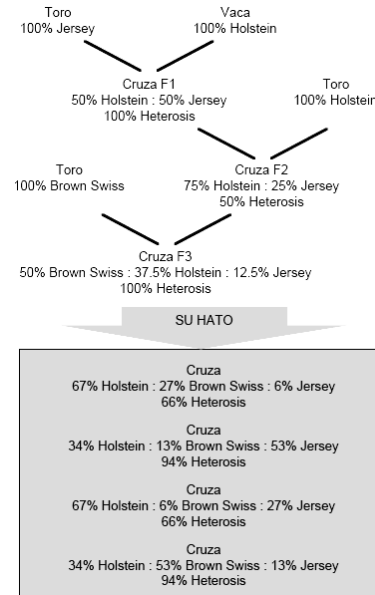 Toro
100% Jersey
Vaca
100% Holstein
Cruza F1
50% Holstein : 50% Jersey
100% Heterosis
Toro
100% Holstein
Toro
100% Brown Swiss
Cruza F2
75% Holstein : 25% Jersey
50% Heterosis
Cruza F3
50% Brown Swiss : 37.5% Holstein : 12.5% Jersey
100% Heterosis
SU HATO
Cruza
67% Holstein : 27% Brown Swiss : 6% Jersey
66% Heterosis
Cruza
34% Holstein : 13% Brown Swiss : 53% Jersey
94% Heterosis
Cruza
67% Holstein : 6% Brown Swiss : 27% Jersey
66% Heterosis
Cruza
34% Holstein : 53% Brown Swiss : 13% Jersey
94% Heterosis